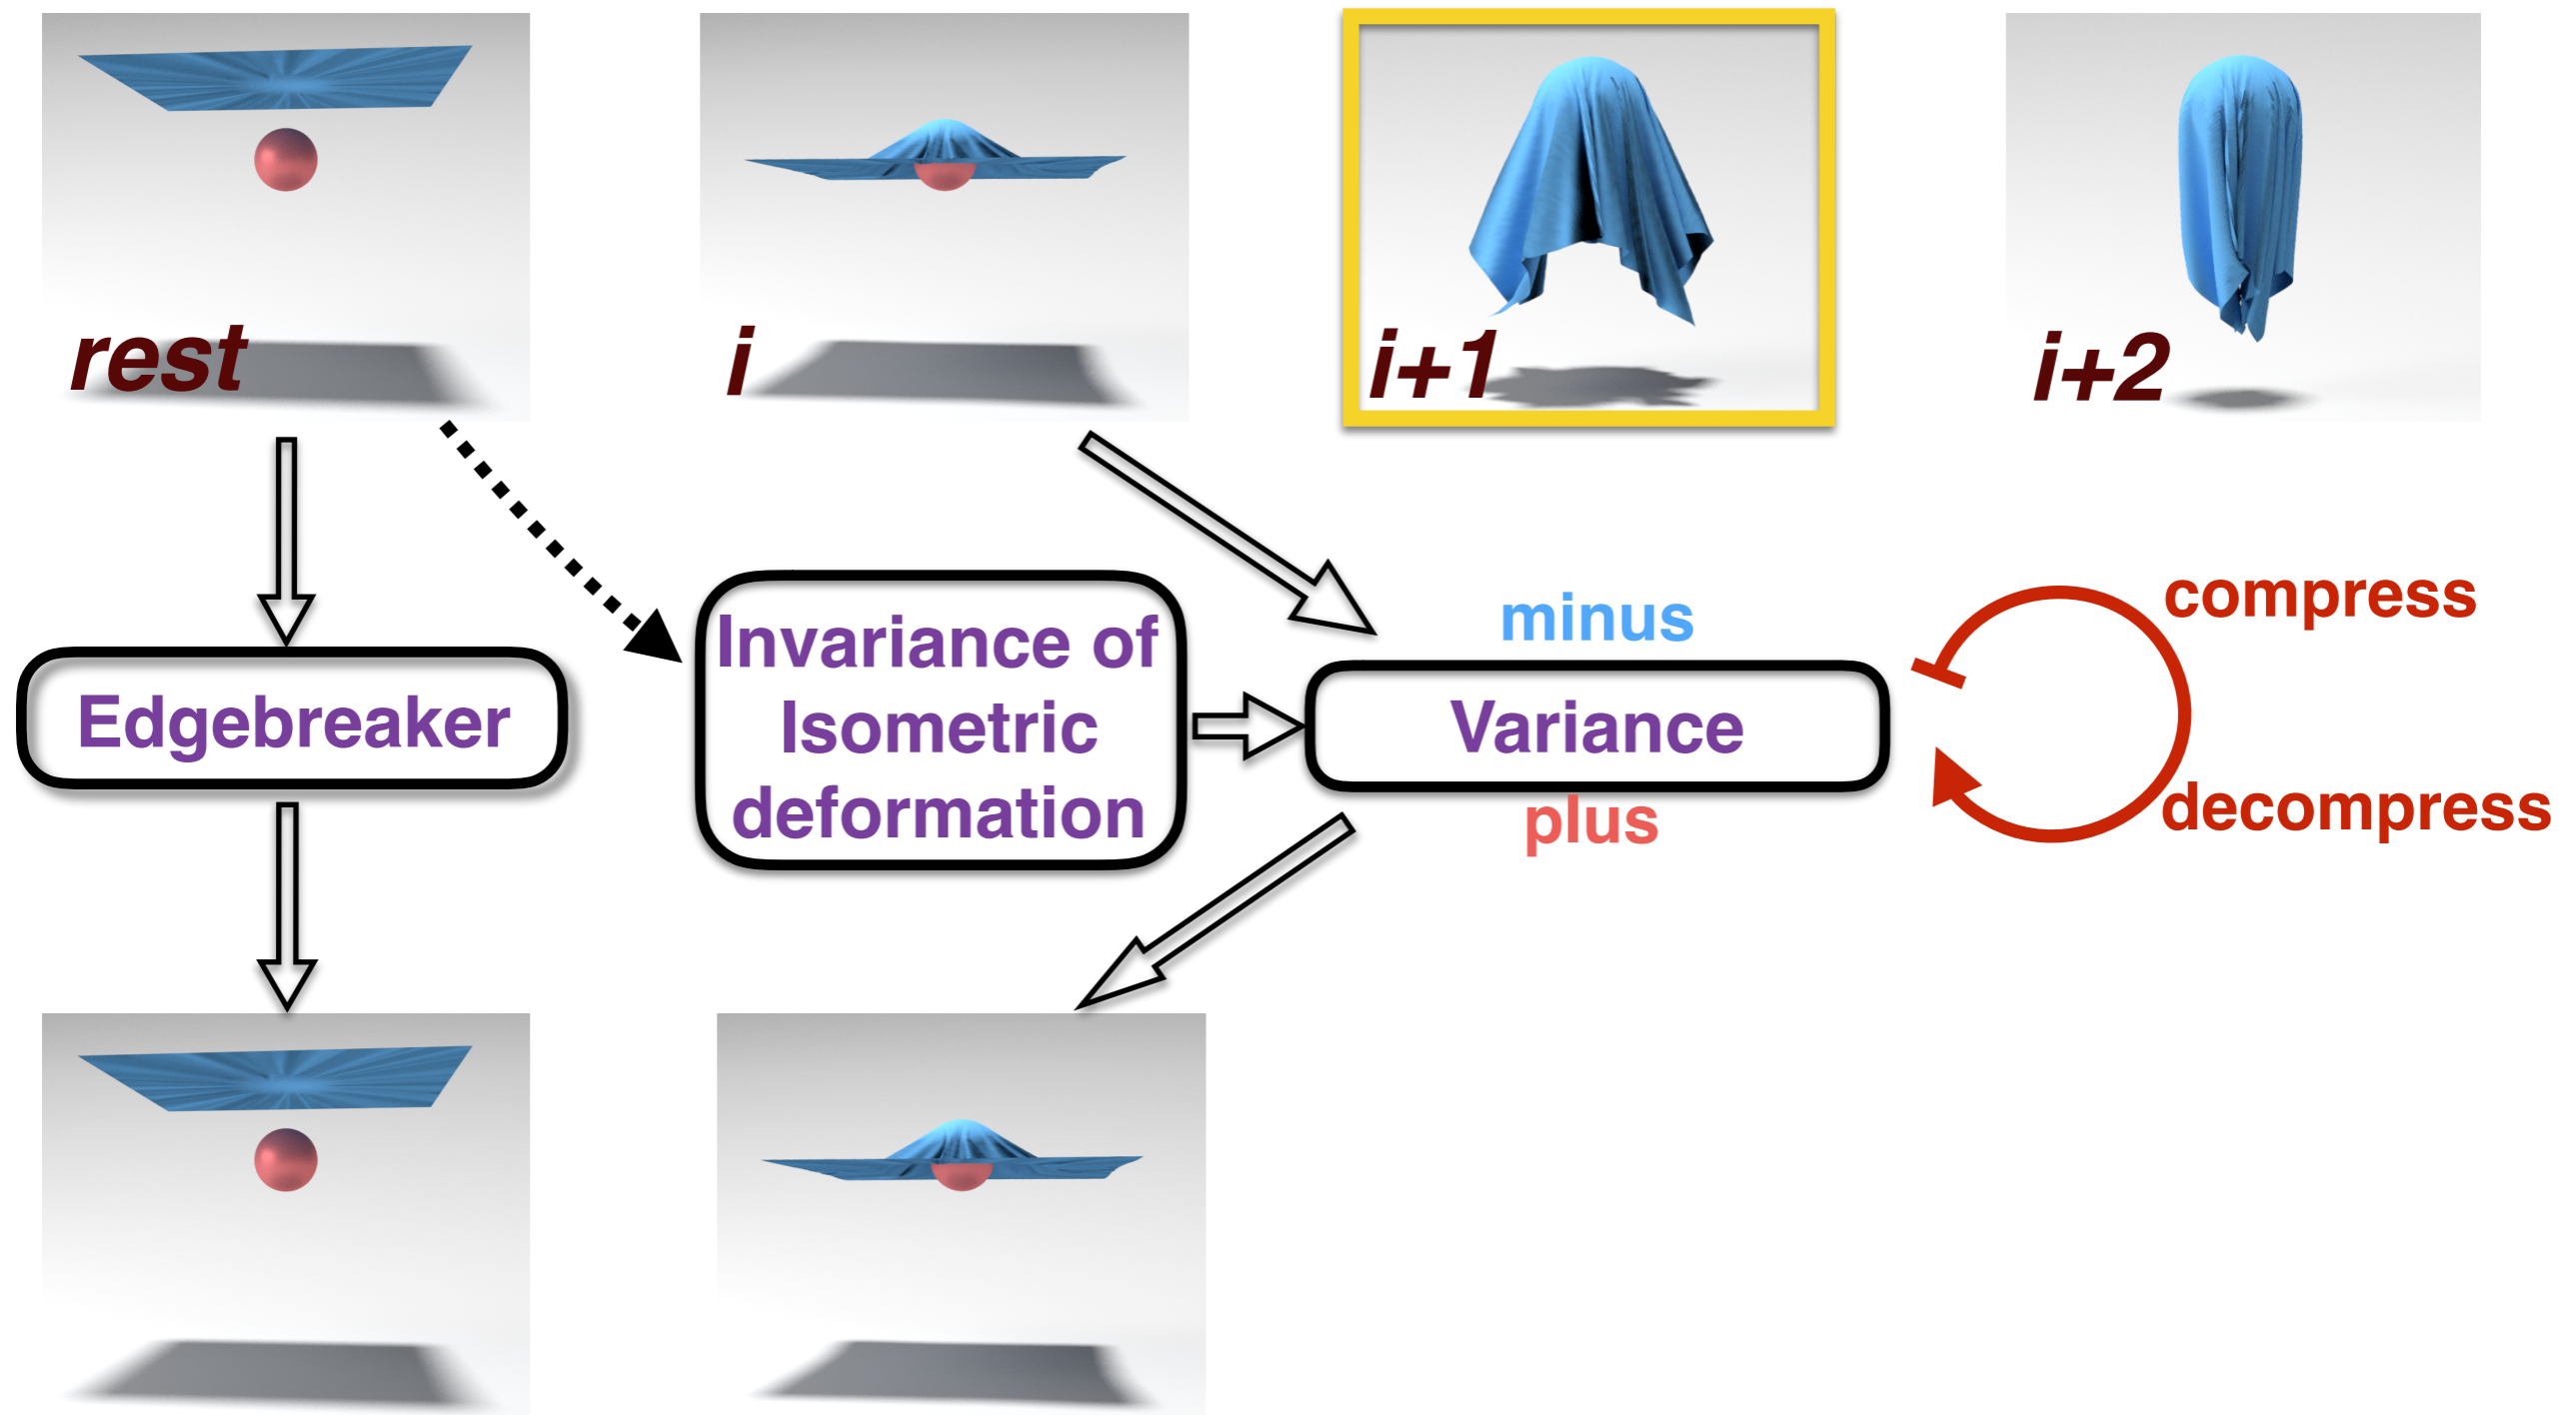 rest
i
i+1
i+2
Edgebreaker
Invariance of
Isometric
deformation
minus
Variance
plus
compress
decompress